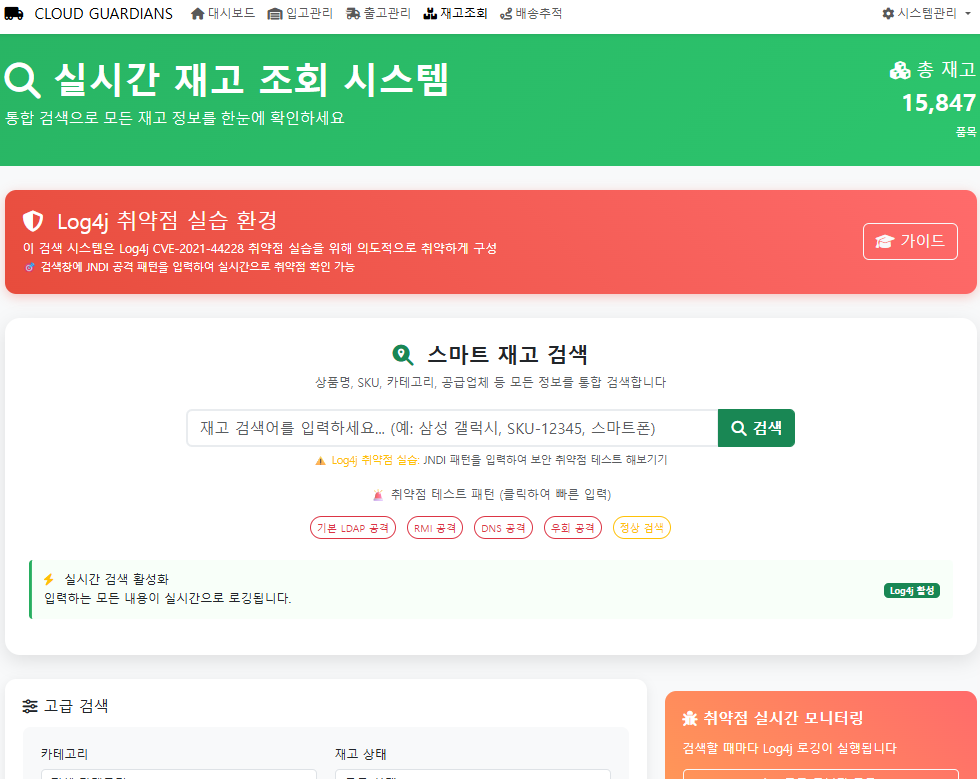 CLOUD GUARDIANS 대시보드 입고관리 출고관리 재고조회 배송추적 시스템관리
실시간 재고 조회 시스템
통합 검색으로 모든 재고 정보를 한눈에 확인하세요
총 재고
15,847
품목
Log4j 취약점 실습 환경
이 검색 시스템은 Log4j CVE-2021-44228 취약점 실습을 위해 의도적으로 취약하게 구성
검색창에 JNDI 공격 패턴을 입력하여 실시간으로 취약점 확인 가능
가이드
스마트 재고 검색
상품명, SKU, 카테고리, 공급업체 등 모든 정보를 통합 검색합니다
재고 검색어를 입력하세요... (예: 삼성 갤럭시, SKU-12345, 스마트폰) 검색
Log4j 취약점 실습: JNDI 패턴을 입력하여 보안 취약점 테스트 해보기기
취약점 테스트 패턴 (클릭하여 빠른 입력)
기본 LDAP 공격 RMI 공격 DNS 공격 우회 공격 정상 검색
실시간 검색 활성화
입력하는 모든 내용이 실시간으로 로깅됩니다.
Log4j 활성
고급 검색
카테고리 재고 상태
취약점 실시간 모니터링
검색할 때마다 Log4j 로깅이 실행됩니다